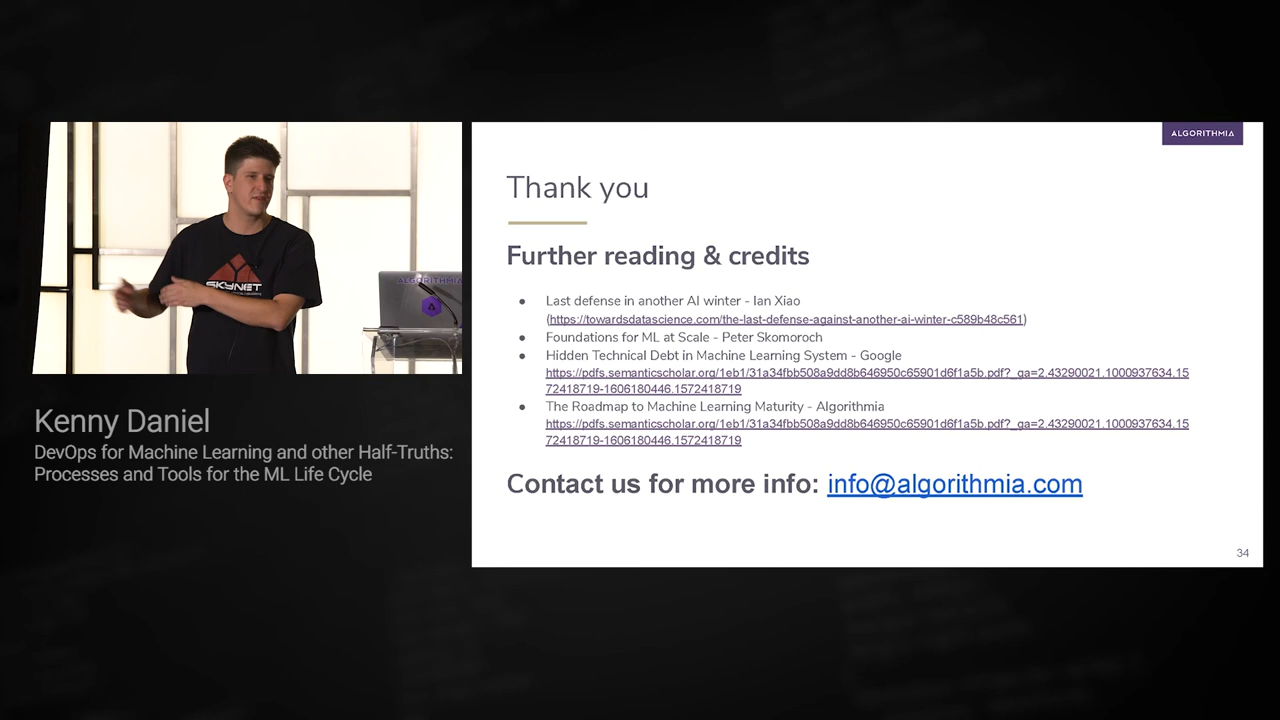 ALGORITHMIA
Thank you
Further reading & credits
● Last defense in another AI winter - Ian Xiao
(https://towardsdatascience.com/the-last-defense-against-another-ai-winter-c589b48c561)
● Foundations for ML at Scale - Peter Skomoroch
● Hidden Technical Debt in Machine Learning System - Google
https://pdfs.semanticscholar.org/1eb1/31a34fbb508a9dd8b646950c65901d6f1a5b.pdf?_ga=2.43290021.1000937634.15
72418719-1606180446.1572418719
● The Roadmap to Machine Learning Maturity - Algorithmia
https://pdfs.semanticscholar.org/1eb1/31a34fbb508a9dd8b646950c65901d6f1a5b.pdf?_ga=2.43290021.1000937634.15
72418719-1606180446.1572418719
Contact us for more info: info@algorithmia.com
34
SKYNET
ALGORITHMIA
Kenny Daniel
DevOps for Machine Learning and other Half-Truths:
Processes and Tools for the ML Life Cycle